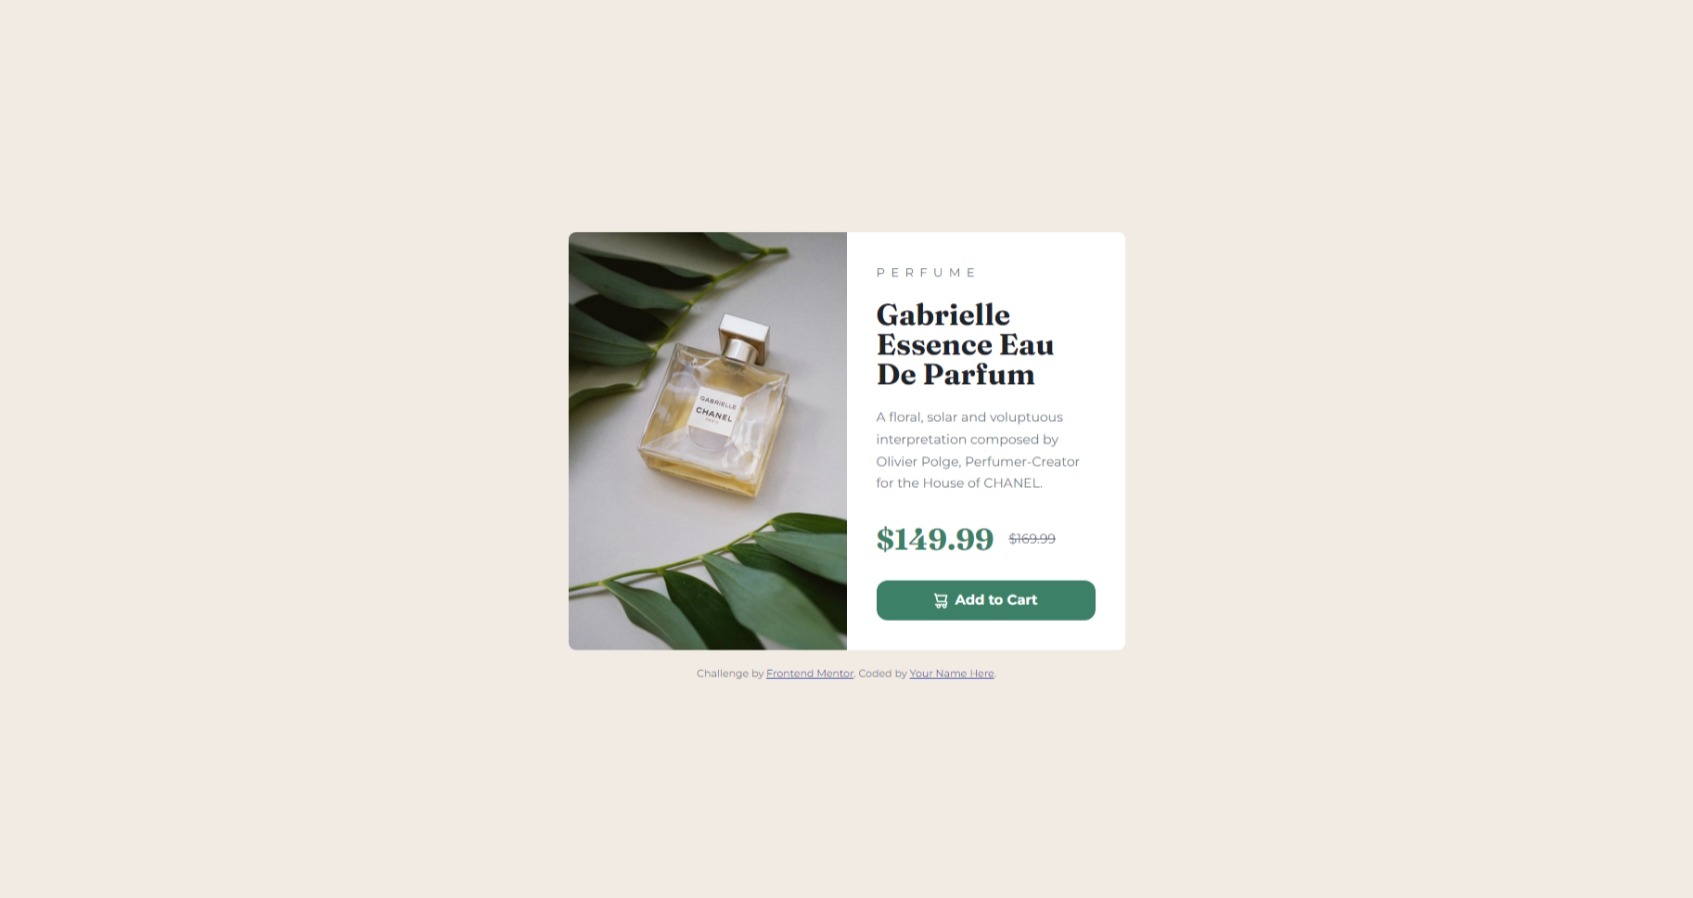 GABRIELLE
CHANEL
PERFUME
Gabrielle
Essence Eau
De Parfum
A floral, solar and voluptuous
interpretation composed by
Olivier Polge, Perfumer-Creator
for the House of CHANEL.
$149.99 $169.99
Add to Cart
Challenge by Frontend Mentor. Coded by Your Name Here.